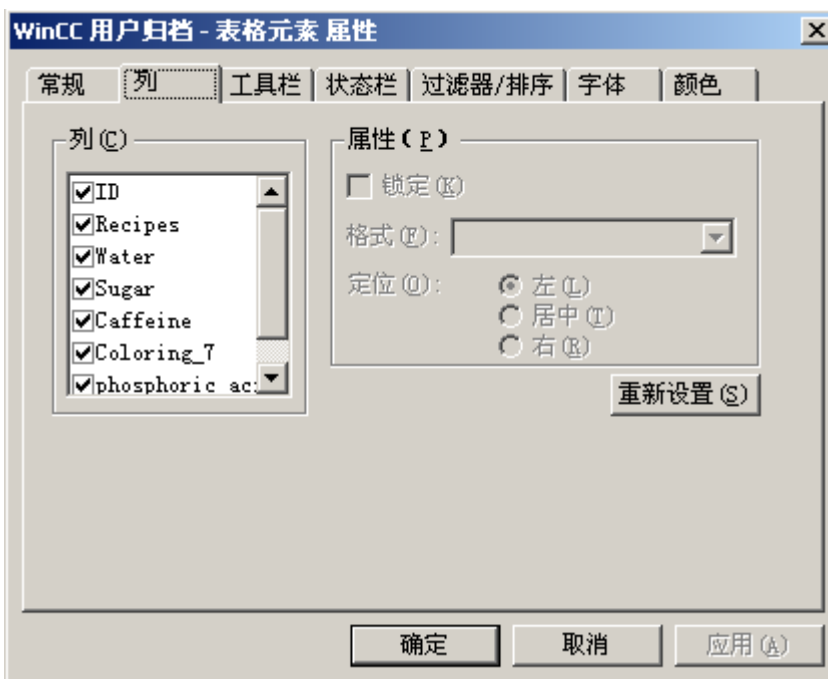 WinCC 用户归档 - 表格元素 属性
常规 列 工具栏 状态栏 过滤器/排序 字体 颜色
列(C)
ID
Recipes
Water
Sugar
Caffeine
Coloring_7
phosphoric ac
属性(P)
锁定(K)
格式(F):
定位(O):
左(L)
居中(T)
右(R)
重新设置(S)
确定 取消 应用(A)